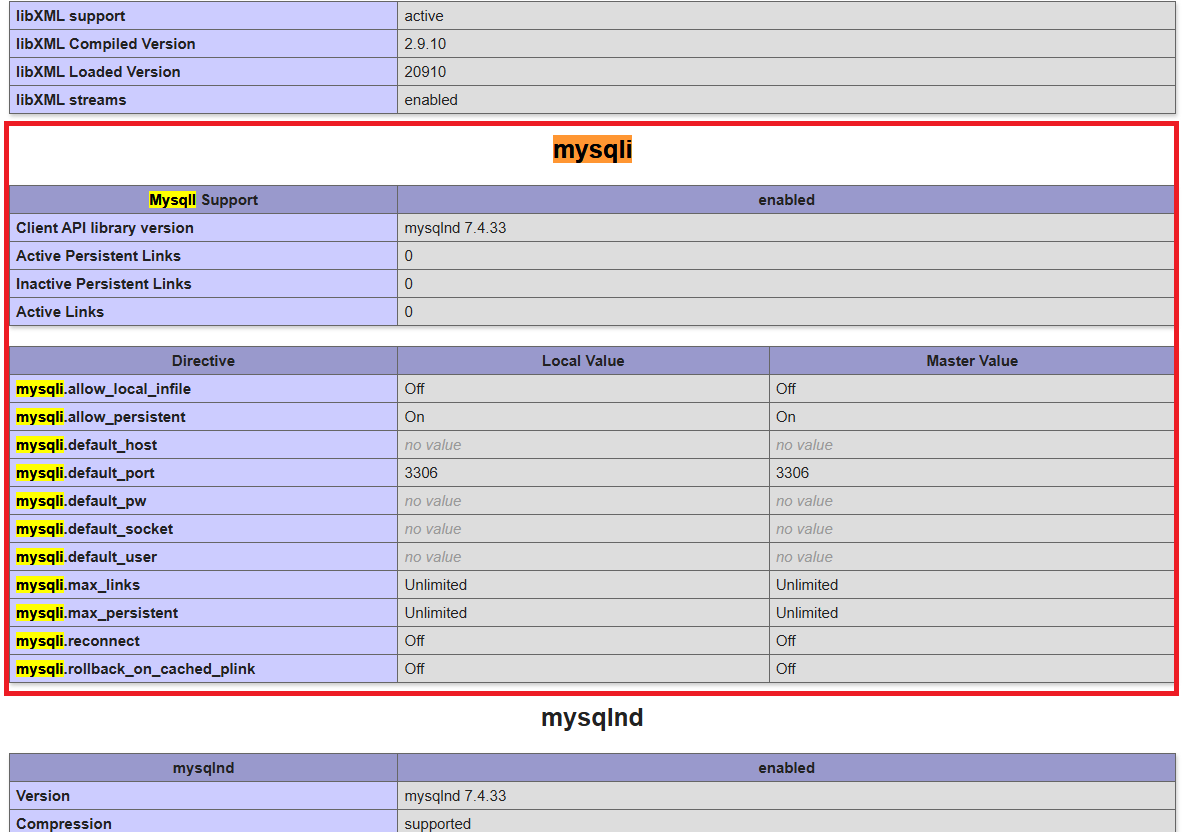 libXML support active
libXML Compiled Version 2.9.10
libXML Loaded Version 20910
libXML streams enabled
mysqli
MysqlI Support enabled
Client API library version mysqlnd 7.4.33
Active Persistent Links 0
Inactive Persistent Links 0
Active Links 0
Directive Local Value Master Value
mysqli.allow_local_infile Off Off
mysqli.allow_persistent On On
mysqli.default_host no value no value
mysqli.default_port 3306 3306
mysqli.default_pw no value no value
mysqli.default_socket no value no value
mysqli.default_user no value no value
mysqli.max_links Unlimited Unlimited
mysqli.max_persistent Unlimited Unlimited
mysqli.reconnect Off Off
mysqli.rollback_on_cached_plink Off Off
mysqlnd
mysqlnd enabled
Version mysqlnd 7.4.33
Compression supported